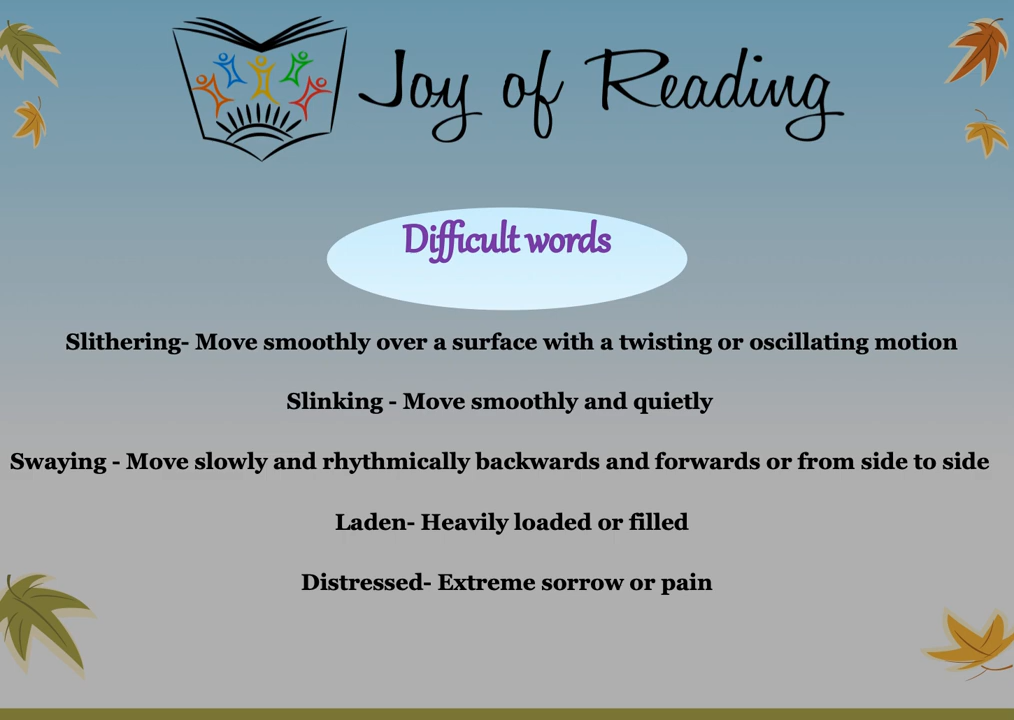 Joy of Reading
Difficult words
Slithering- Move smoothly over a surface with a twisting or oscillating motion
Slinking - Move smoothly and quietly
Swaying - Move slowly and rhythmically backwards and forwards or from side to side
Laden- Heavily loaded or filled
Distressed- Extreme sorrow or pain